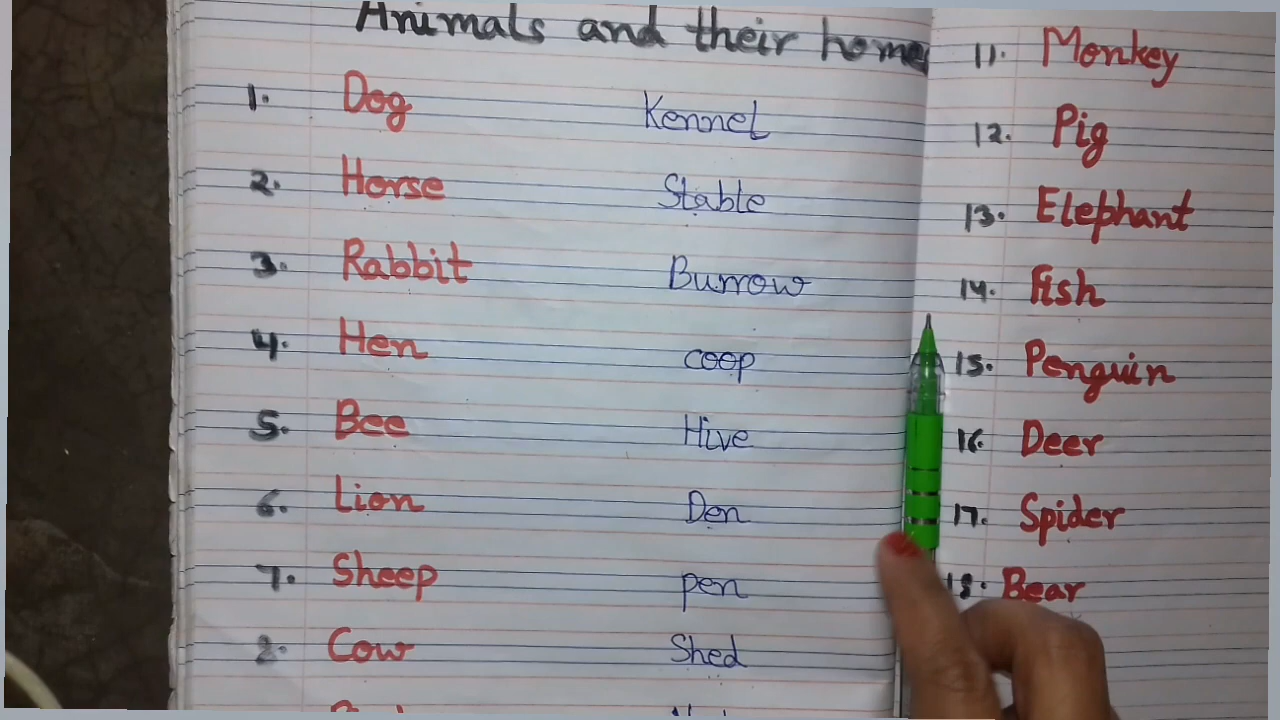 Animals and their home
1. Dog Kennel
2. Horse Stable
3. Rabbit Burrow
4. Hen coop
5. Bee Hive
6. Lion Den
7. Sheep pen
2. Cow Shed
11. Monkey
12. Pig
13. Elephant
14. Fish
15. Penguin
16. Deer
17. Spider
18. Bear